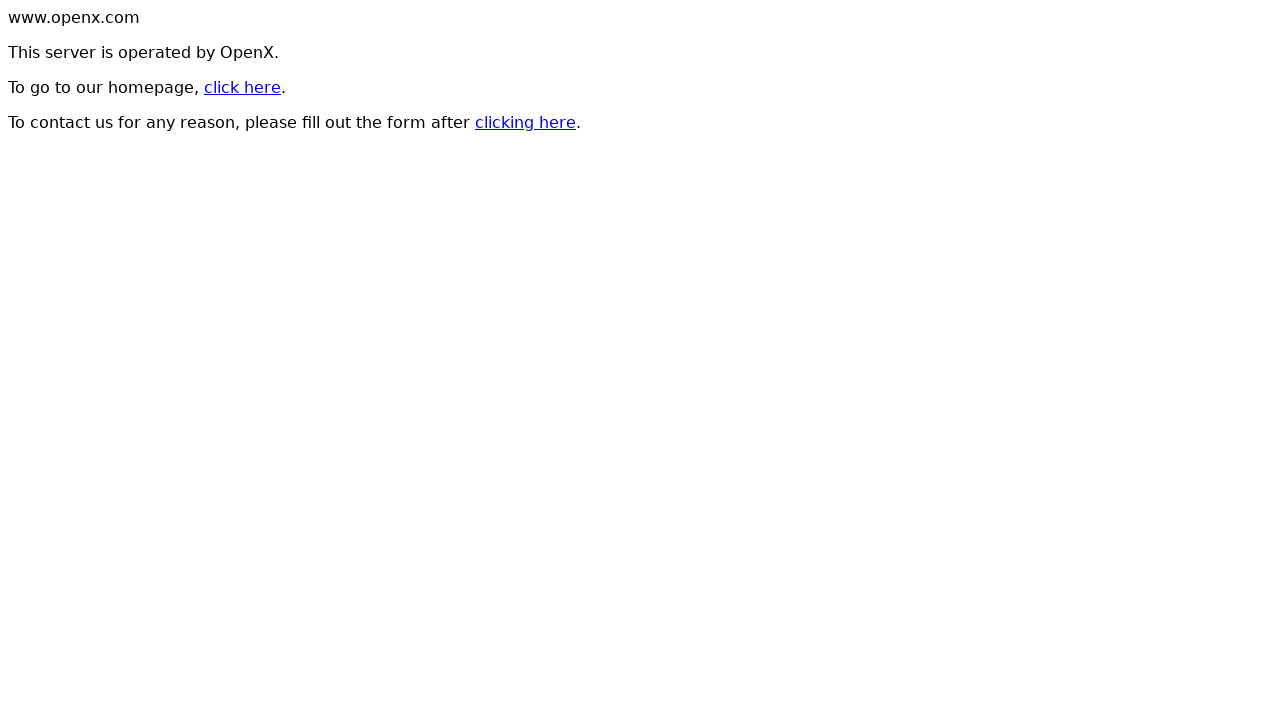 www.openx.com
This server is operated by OpenX.
To go to our homepage, click here.
To contact us for any reason, please fill out the form after clicking here.